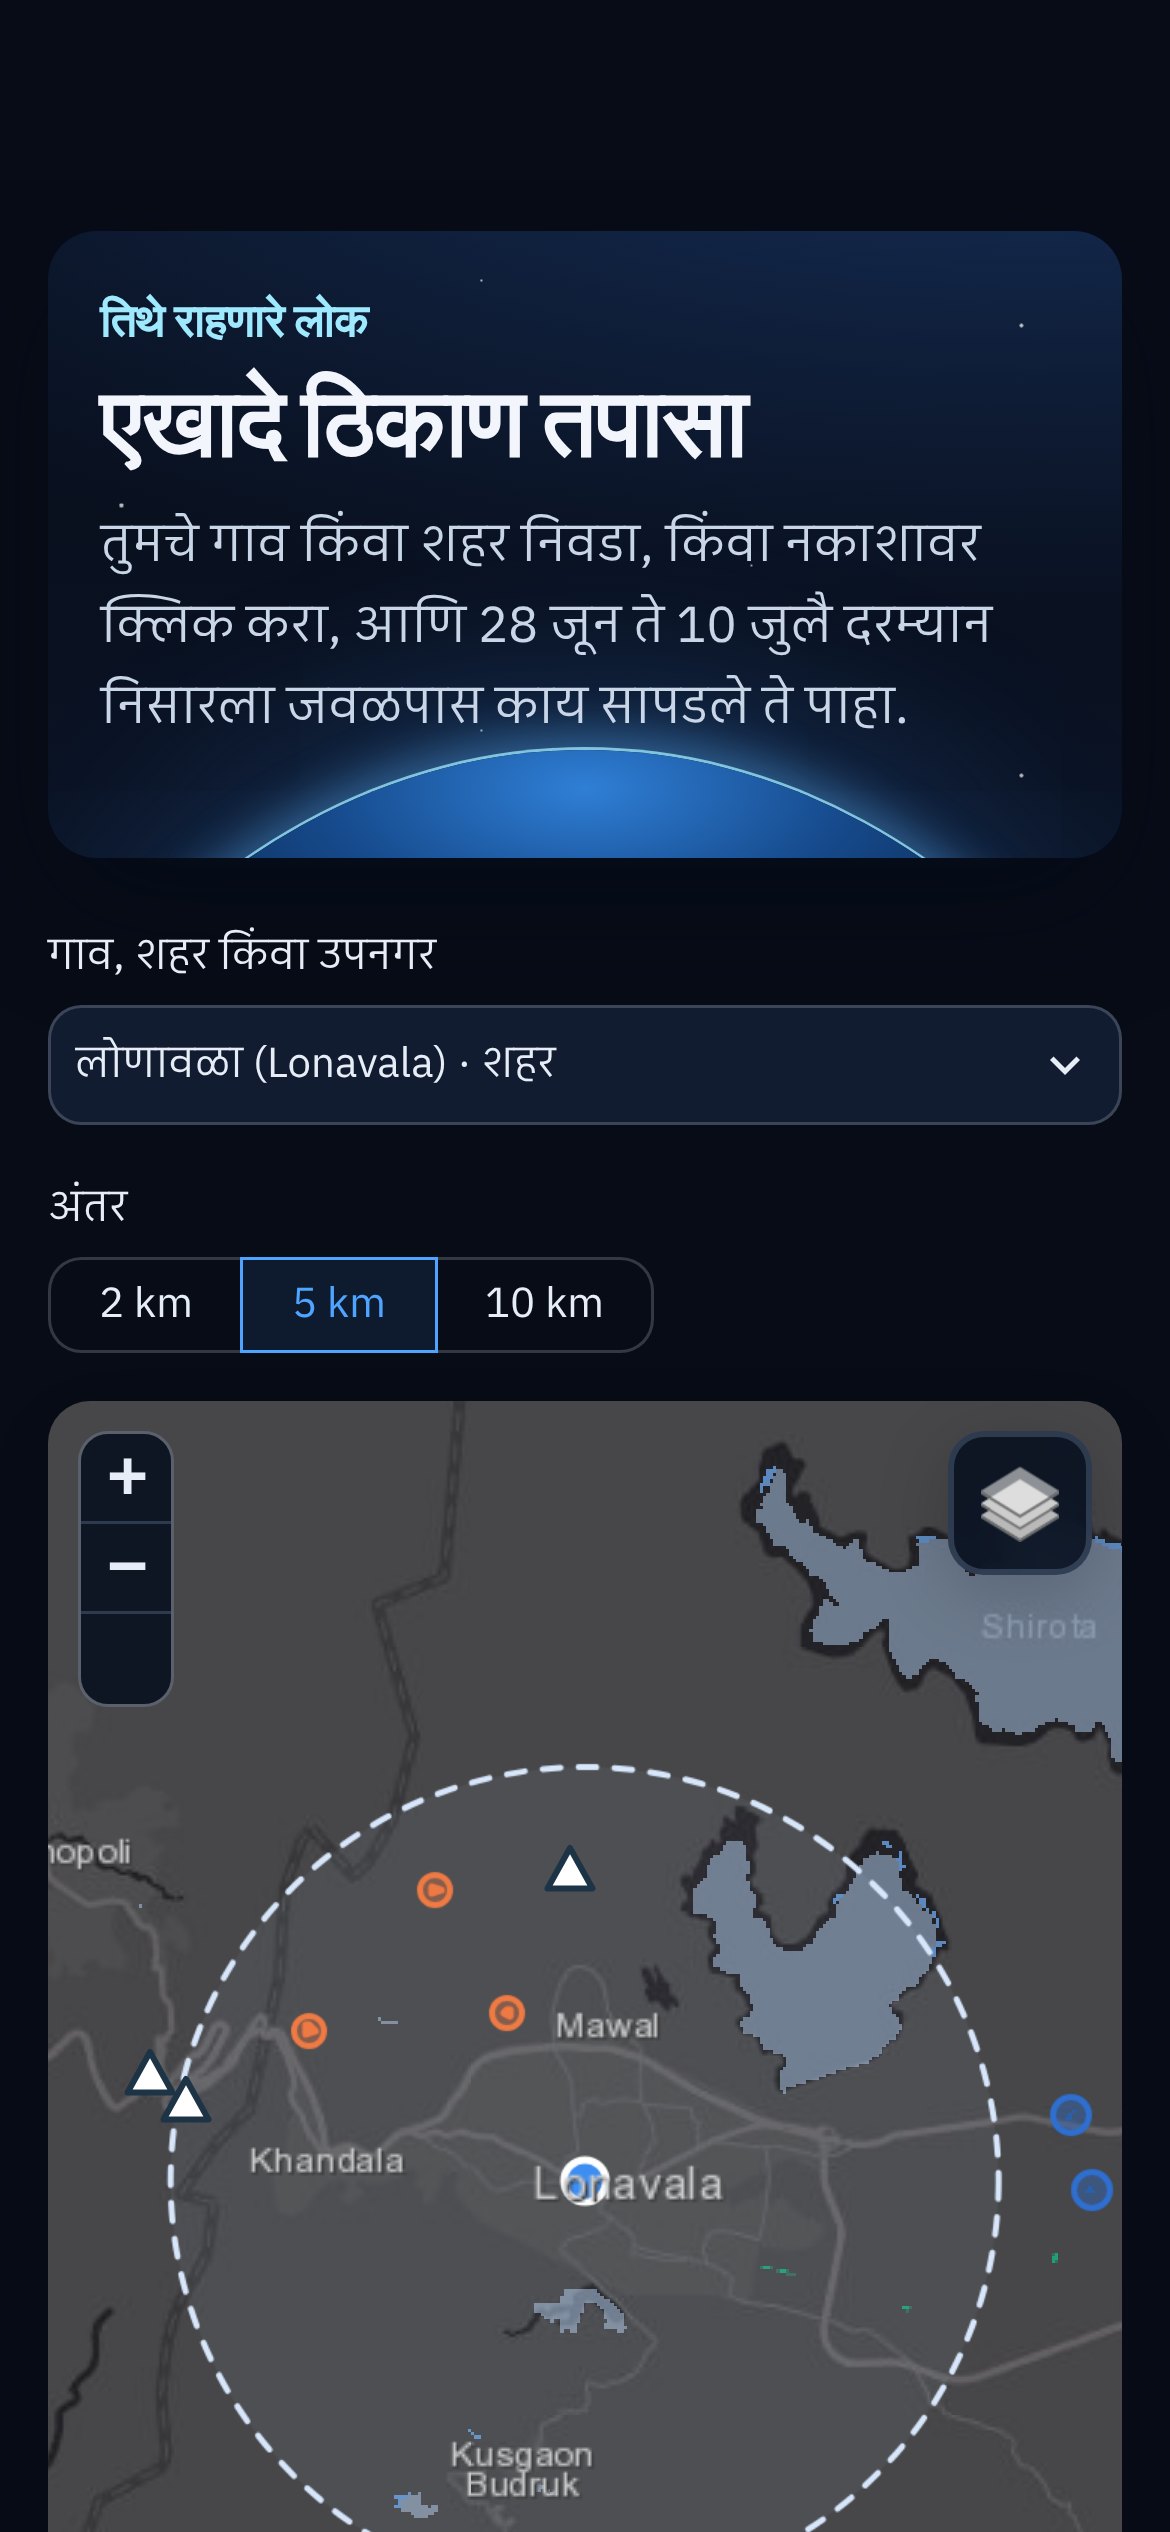 तिथे राहणारे लोक
एखादे ठिकाण तपासा
तुमचे गाव किंवा शहर निवडा, किंवा नकाशावर
क्लिक करा, आणि 28 जून ते 10 जुलै दरम्यान
निसारला जवळपास काय सापडले ते पाहा.
गाव, शहर किंवा उपनगर
लोणावळा (Lonavala) · शहर
अंतर
2 km 5 km 10 km
+
−
Shirota
nopoli
Mawal
Khandala
Lonavala
Kusgaon
Budruk